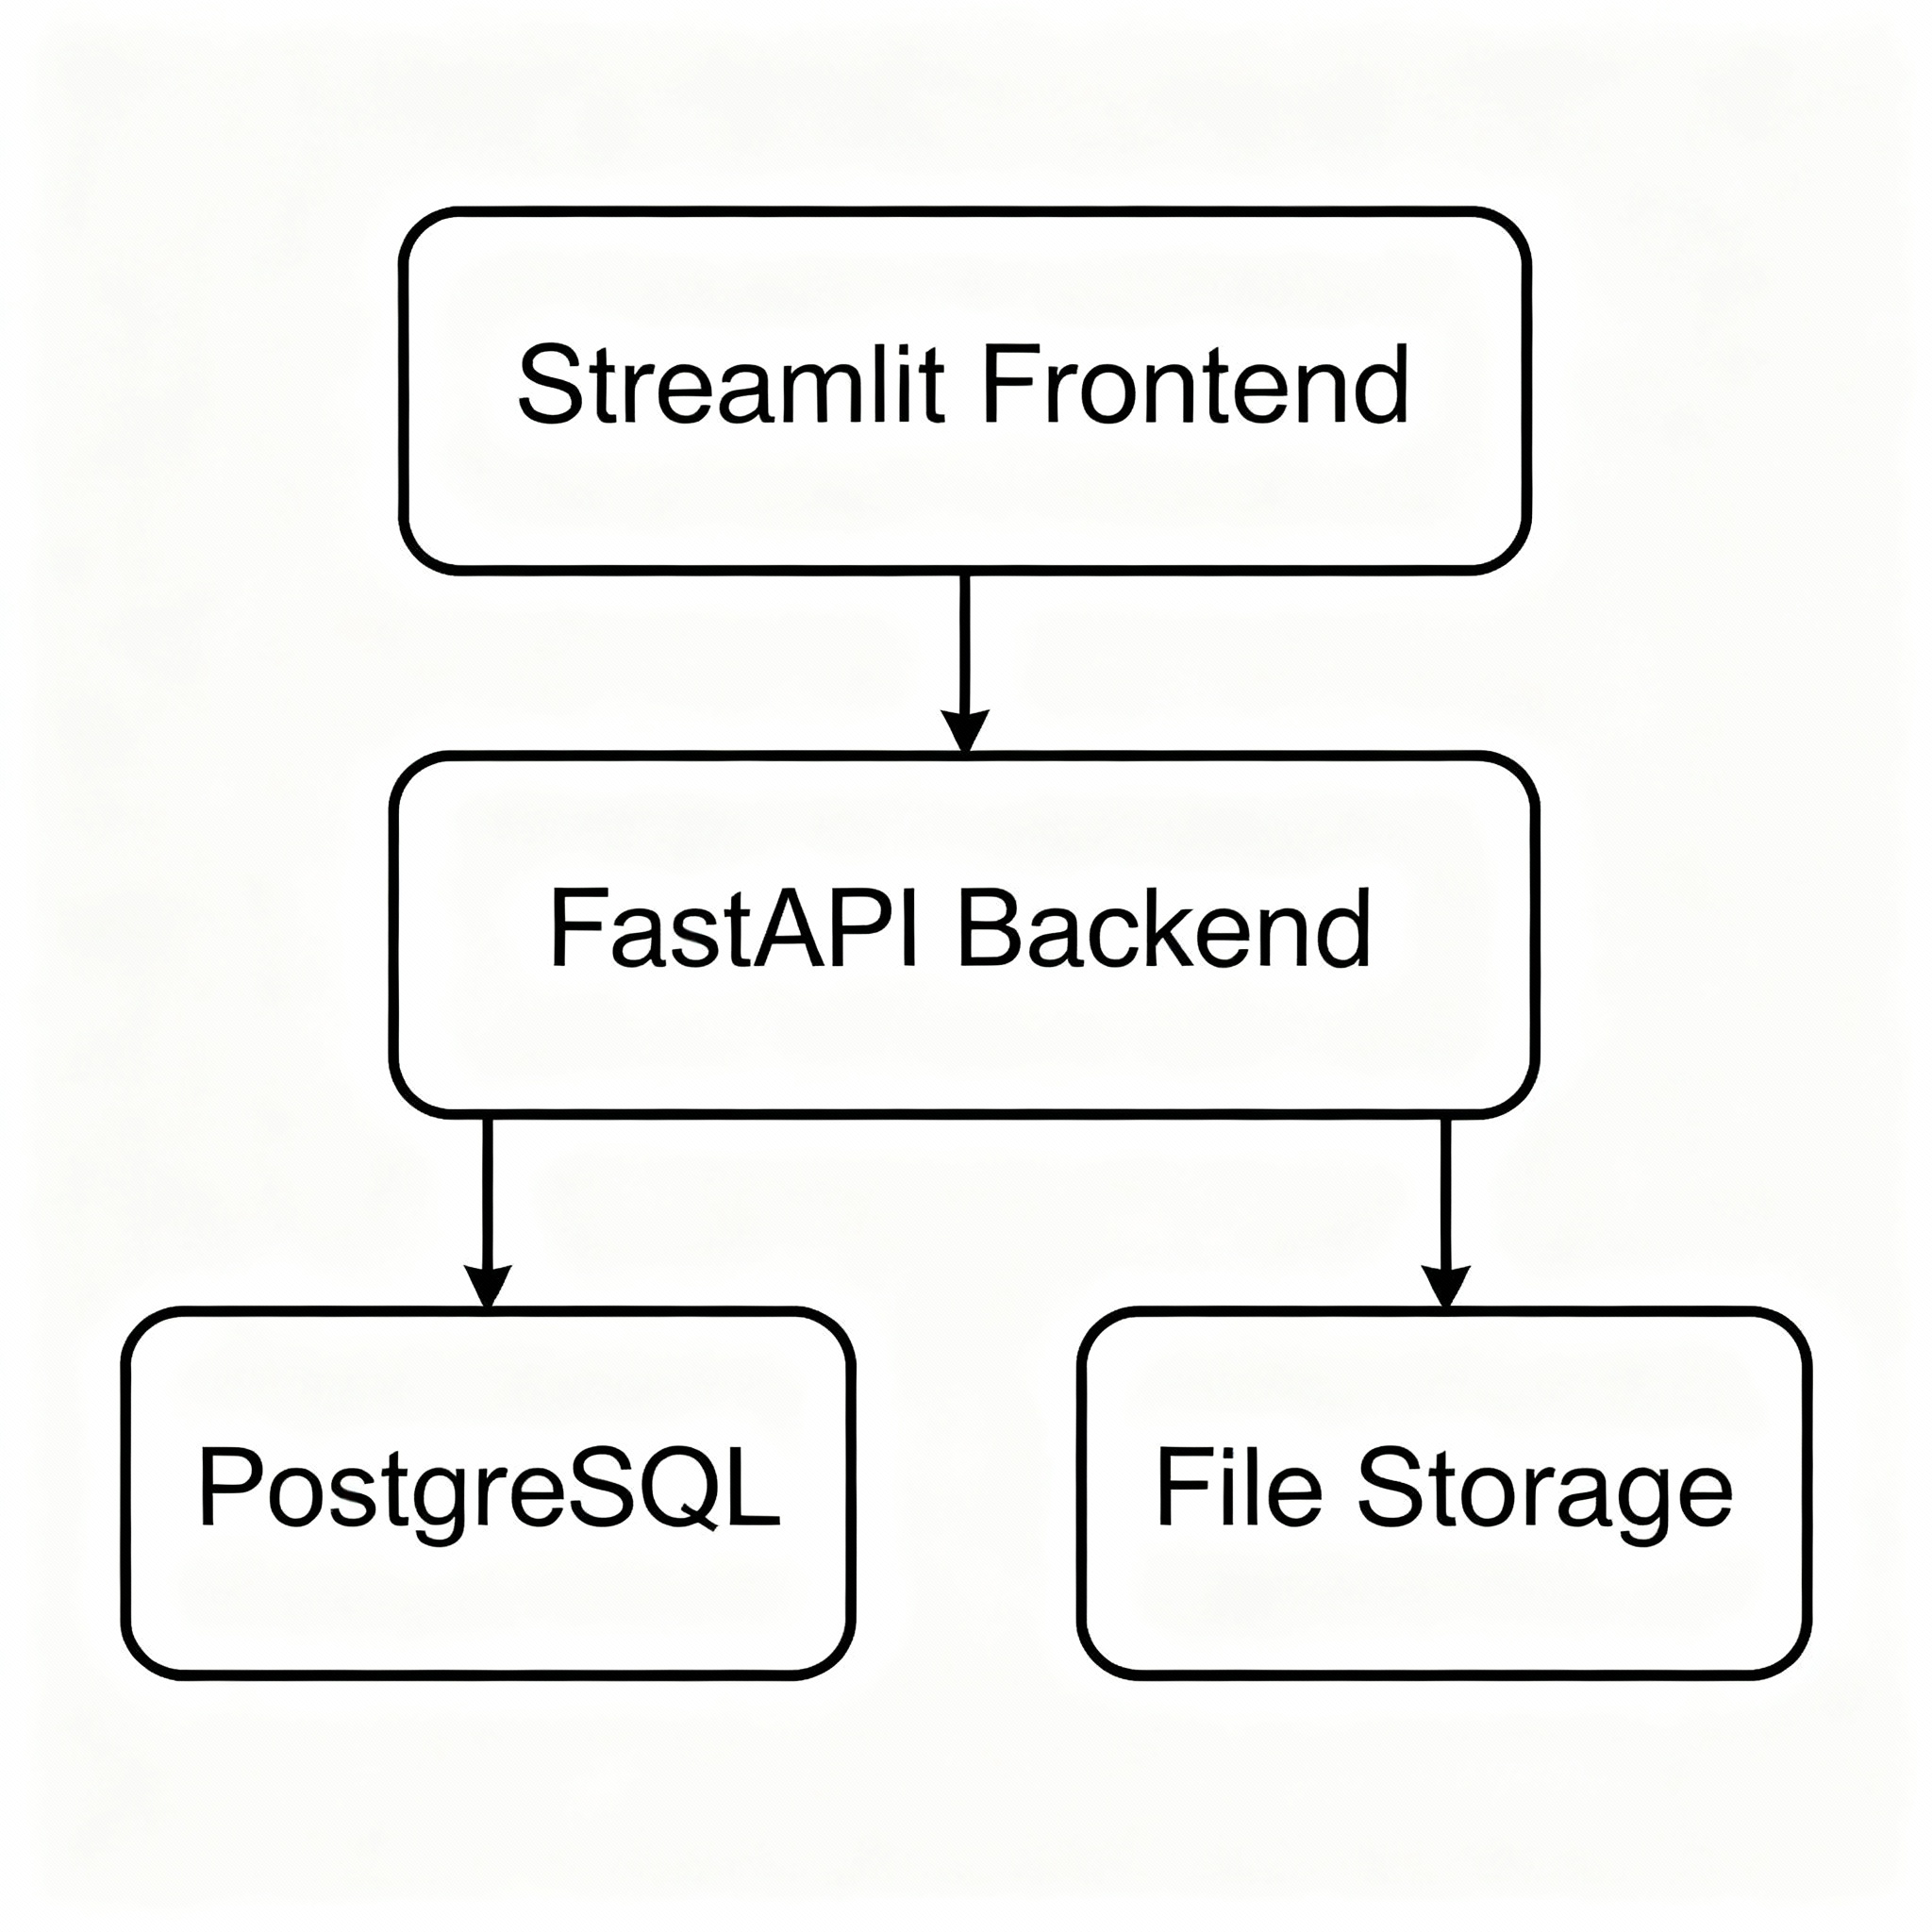 Streamlit Frontend
FastAPI Backend
PostgreSQL
File Storage